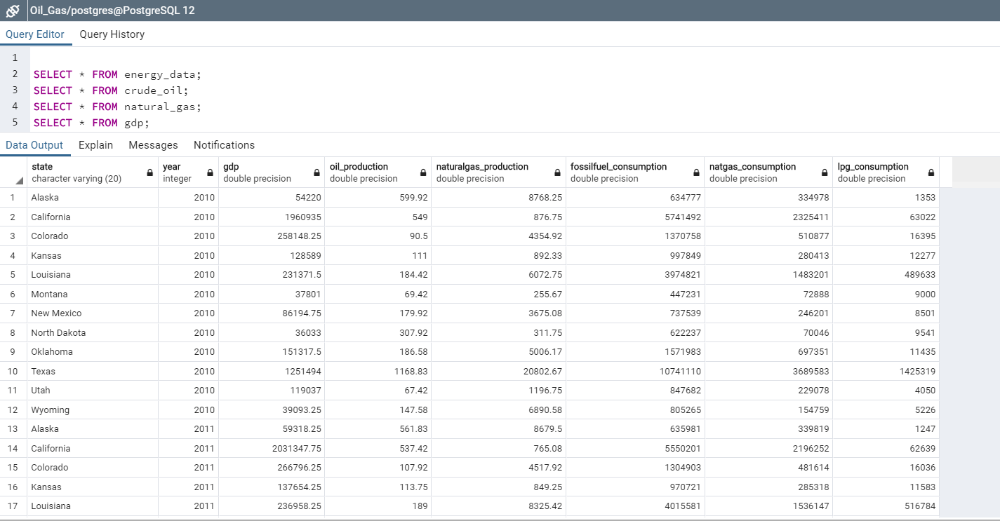 Oil_Gas/postgres@PostgreSQL 12
Query Editor Query History
1
2 SELECT * FROM energy_data;
3 SELECT * FROM crude_oil;
4 SELECT * FROM natural_gas;
5 SELECT * FROM gdp;
Data Output Explain Messages Notifications
state year gdp oil_production naturalgas_production fossilfuel_consumption natgas_consumption lpg_consumption
character varying (20) integer double precision double precision double precision double precision double precision double precision
1 Alaska 2010 54220 599.92 8768.25 634777 334978 1353
2 California 2010 1960935 549 876.75 5741492 2325411 63022
3 Colorado 2010 258148.25 90.5 4354.92 1370758 510877 16395
4 Kansas 2010 128589 111 892.33 997849 280413 12277
5 Louisiana 2010 231371.5 184.42 6072.75 3974821 1483201 489633
6 Montana 2010 37801 69.42 255.67 447231 72888 9000
7 New Mexico 2010 86194.75 179.92 3675.08 737539 246201 8501
8 North Dakota 2010 36033 307.92 311.75 622237 70046 9541
9 Oklahoma 2010 151317.5 186.58 5006.17 1571983 697351 11435
10 Texas 2010 1251494 1168.83 20802.67 10741110 3689583 1425319
11 Utah 2010 119037 67.42 1196.75 847682 229078 4050
12 Wyoming 2010 39093.25 147.58 6890.58 805265 154759 5226
13 Alaska 2011 59318.25 561.83 8679.5 635981 339819 1247
14 California 2011 2031347.75 537.42 765.08 5550201 2196252 62639
15 Colorado 2011 266796.25 107.92 4517.92 1304903 481614 16036
16 Kansas 2011 137654.25 113.75 849.25 970721 285318 11583
17 Louisiana 2011 236958.25 189 8325.42 4015581 1536147 516784